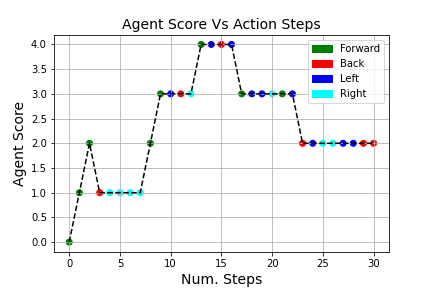 Agent Score Vs Action Steps
Agent Score
4.0
3.5
3.0
2.5
2.0
1.5
1.0
0.5
0.0
Forward
Back
Left
Right
0 5 10 15 20 25 30
Num. Steps